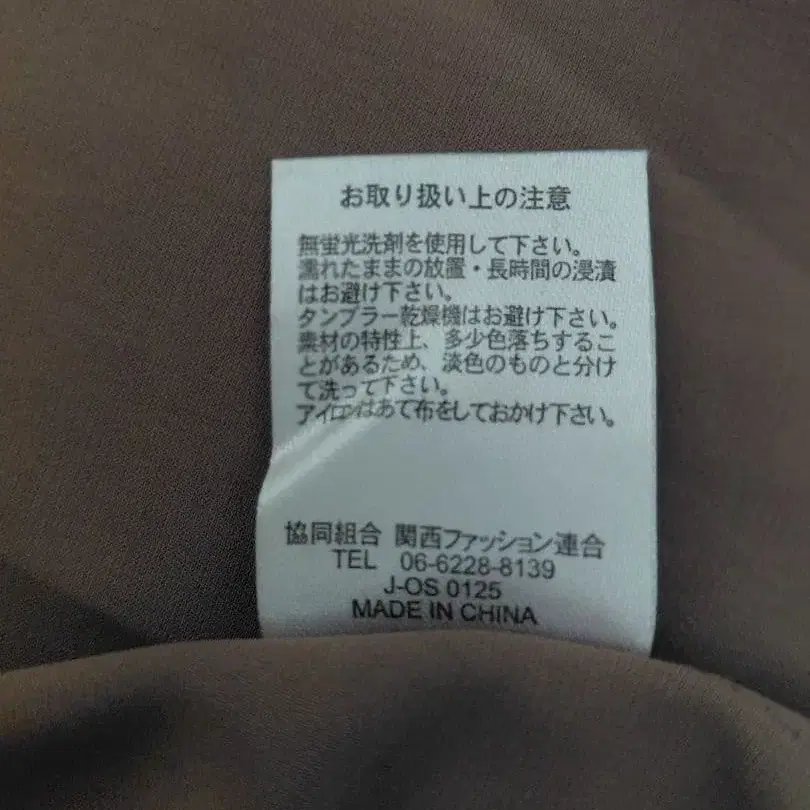 お取り扱い上の注意
無蛍光洗剤を使用して下さい。
濡れたままの放置・長時間の浸漬
はお避け下さい。
タンブラー乾燥機はお避け下さい。
素材の特性上、多少色落ちするこ
とがあるため、淡色のものと分け
て洗って下さい。
アイロンはあて布をしておかけ下さい。
協同組合 関西ファッション連合
TEL 06-6228-8139
J-OS 0125
MADE IN CHINA